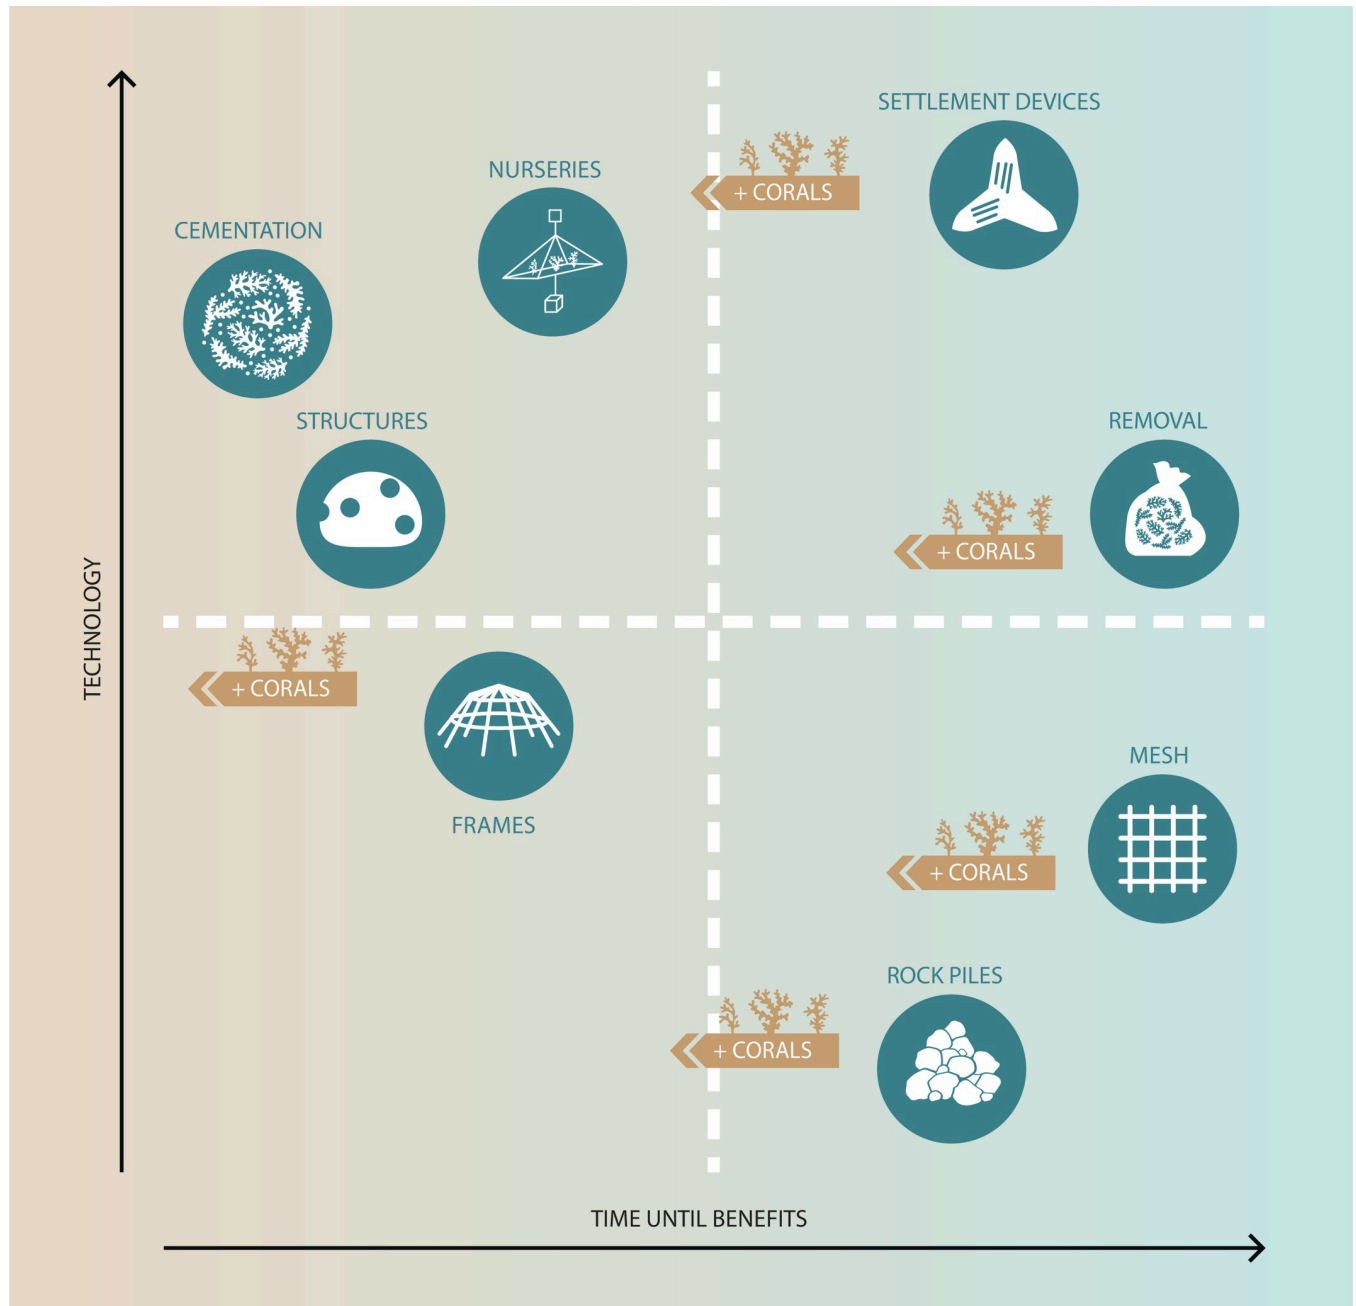 SETTLEMENT DEVICES
NURSERIES
+ CORALS
CEMENTATION
STRUCTURES
REMOVAL
+ CORALS
TECHNOLOGY
+ CORALS
FRAMES
MESH
+ CORALS
ROCK PILES
+ CORALS
TIME UNTIL BENEFITS